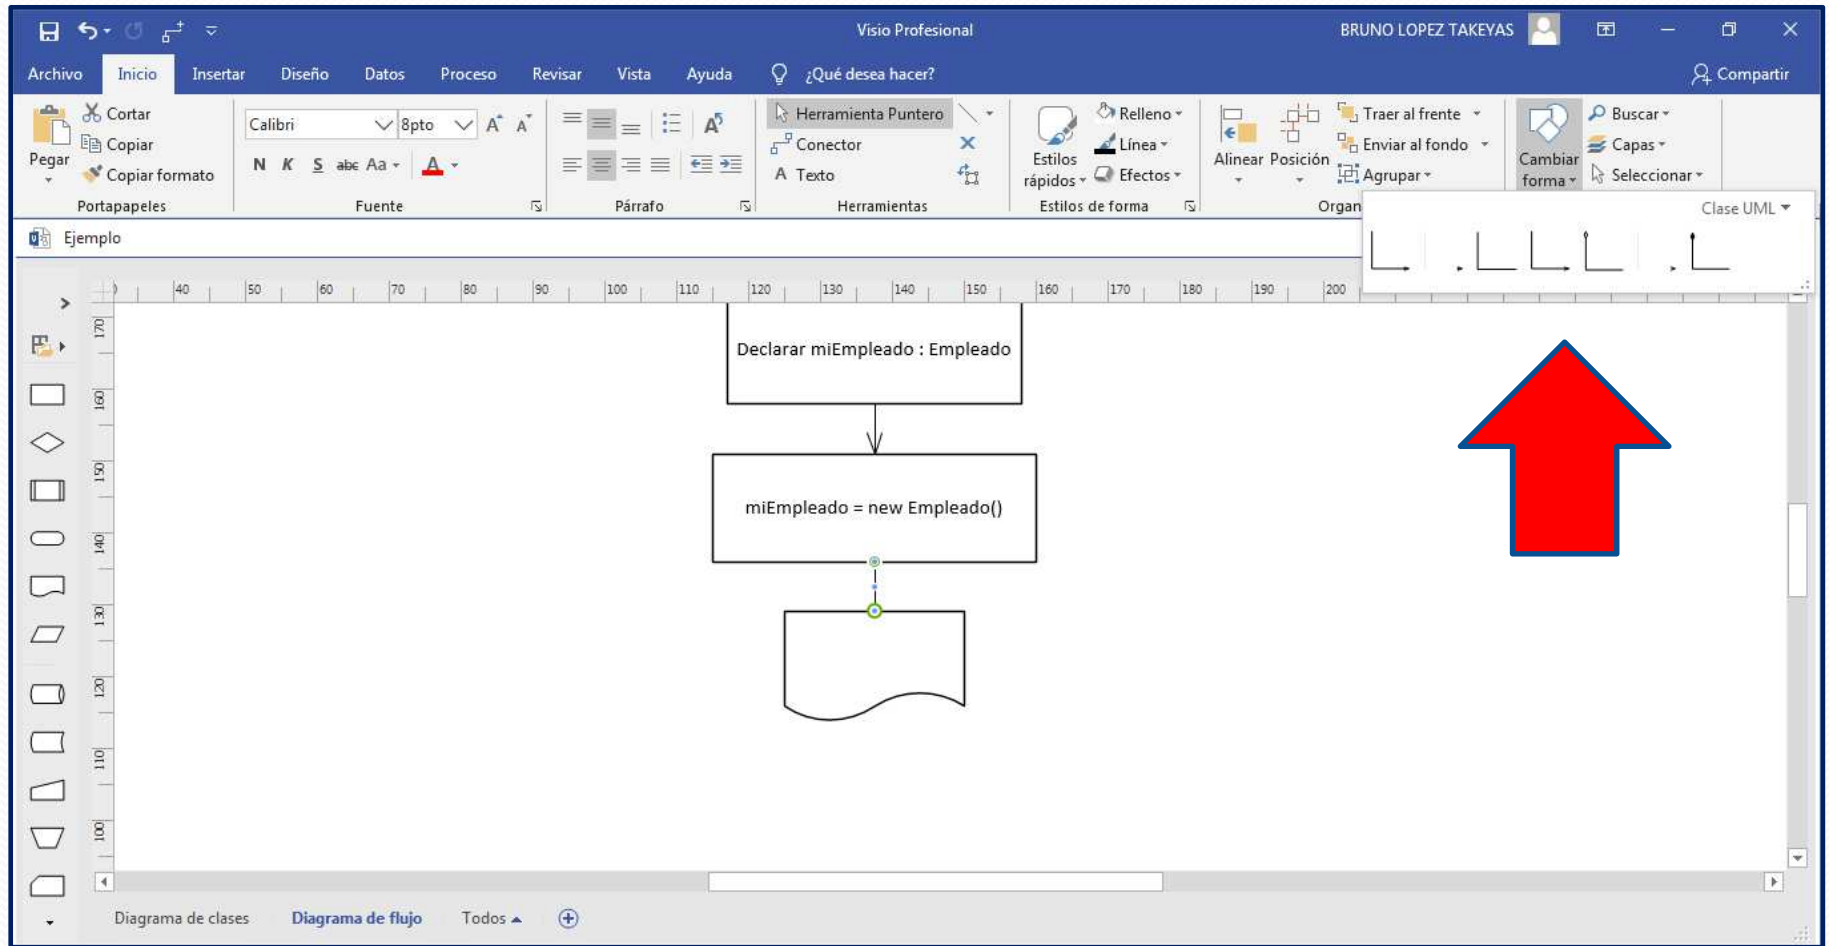 Visio Profesional
BRUNO LOPEZ TAKEYAS
Archivo Inicio Insertar Diseño Datos Proceso Revisar Vista Ayuda ¿Qué desea hacer? Compartir
Pegar
Cortar
Copiar
Copiar formato
Portapapeles
Calibri 8pto A A
N K S abc Aa A
Fuente
Párrafo
Herramienta Puntero
Conector
A Texto
Herramientas
Estilos rápidos
Relleno
Línea
Efectos
Estilos de forma
Alinear Posición
Traer al frente
Enviar al fondo
Agrupar
Organ
Cambiar forma
Buscar
Capas
Seleccionar
Clase UML
Ejemplo
40 50 60 70 80 90 100 110 120 130 140 150 160 170 180 190 200
170
160
150
140
130
120
110
100
Declarar miEmpleado : Empleado
miEmpleado = new Empleado()
Diagrama de clases Diagrama de flujo Todos